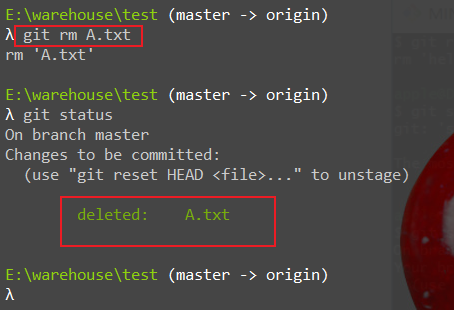 E:\warehouse\test (master -> origin)
λ git rm A.txt
rm 'A.txt'
E:\warehouse\test (master -> origin)
λ git status
On branch master
Changes to be committed:
(use "git reset HEAD <file>..." to unstage)
deleted: A.txt
E:\warehouse\test (master -> origin)
λ